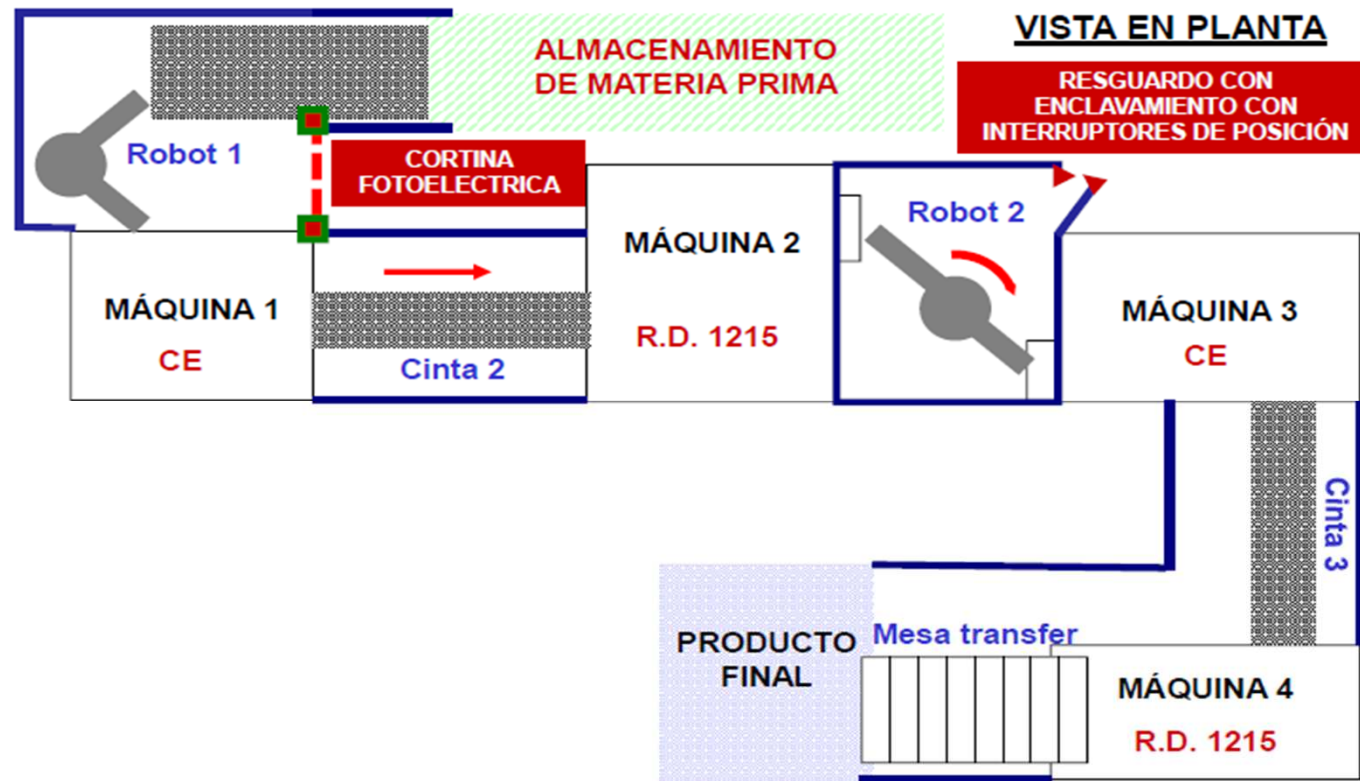 VISTA EN PLANTA
ALMACENAMIENTO
DE MATERIA PRIMA
RESGUARDO CON
ENCLAVAMIENTO CON
INTERRUPTORES DE POSICIÓN
Robot 1
CORTINA
FOTOELECTRICA
Robot 2
MÁQUINA 2
R.D. 1215
MÁQUINA 1
CE
Cinta 2
MÁQUINA 3
CE
Cinta 3
PRODUCTO
FINAL
Mesa transfer
MÁQUINA 4
R.D. 1215